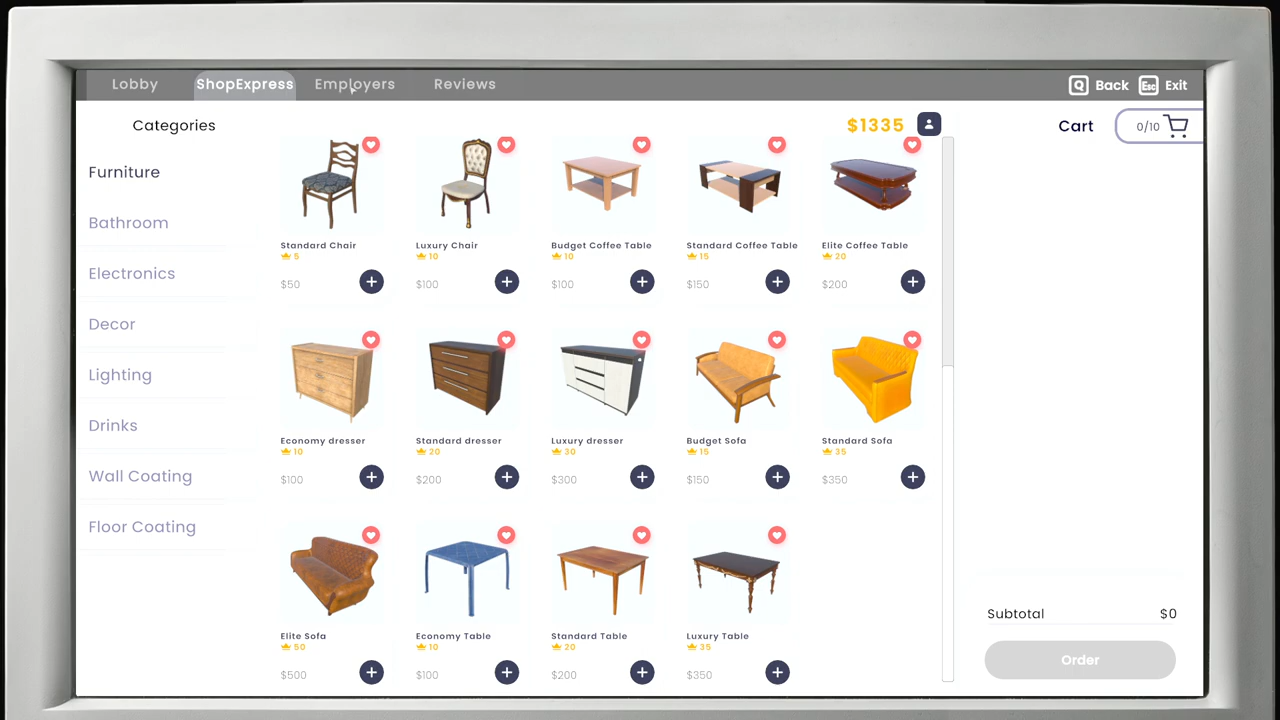 Lobby
ShopExpress
Employers
Reviews
Q Back Esc Exit
Categories
$1335
Cart
0/10
Furniture
Bathroom
Electronics
Decor
Lighting
Drinks
Wall Coating
Floor Coating
Standard Chair
5
$50
Luxury Chair
10
$100
Budget Coffee Table
10
$100
Standard Coffee Table
15
$150
Elite Coffee Table
20
$200
Economy dresser
10
$100
Standard dresser
20
$200
Luxury dresser
30
$300
Budget Sofa
15
$150
Standard Sofa
35
$350
Elite Sofa
50
$500
Economy Table
10
$100
Standard Table
20
$200
Luxury Table
35
$350
Subtotal $0
Order